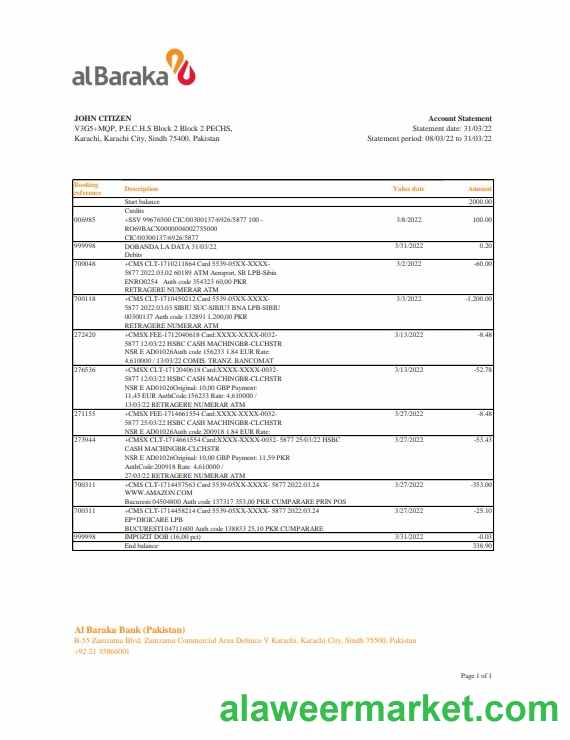 al Baraka
JOHN CITIZEN
Account Statement
V3G5+MQP, P.E.C.H.S Block 2 Block 2 PECHS,
Statement date: 31/03/22
Karachi, Karachi City, Sindh 75400, Pakistan
Statement period: 08/03/22 to 31/03/22
Booking
reference
Description
Value date
Amount
Start balance
2000.00
Credits
006985
+SSV 99676500 CIC/00300137/6926/5877 100 -
3/8/2022
100.00
RO69BACX0000004002755000
CIC/00300137/6926/5877
999998
DOBANDA LA DATA 31/03/22
3/31/2022
0.20
Debits
700048
+CMS CLT-1710211864 Card 5539-05XX-XXXX-
3/2/2022
-60.00
5877 2022.03.02 60189 ATM Aeroport, SB LPB-Sibiu
ENRO0254 Auth code 354323 60,00 PKR
RETRAGERE NUMERAR ATM
700118
+CMS CLT-1710450212 Card 5539-05XX-XXXX-
3/3/2022
-1,200.00
5877 2022.03.03 SIBIU SUC-INTERJ3 BNA LPB-SIBIU
00300137 Auth code 132891 1.200,00 PKR
RETRAGERE NUMERAR ATM
272420
+CMSX FEE-1712040618 Card:XXXX-XXXX-0032-
3/13/2022
-8.48
5877 12/03/22 HSBC CASH MACHINGBR-CLCHSTR
NSR E AD01026Auth code 156233 1.84 EUR Rate:
4,610000 / 13/03/22 COMIS. TRANZ. BANCOMAT
276536
+CMSX CLT-1712040618 Card:XXXX-XXXX-0032-
3/13/2022
-52.78
5877 12/03/22 HSBC CASH MACHINGBR-CLCHSTR
NSR E AD01026Original: 10,00 GBP Payment:
11,45 EUR AuthCode:156233 Rate: 4,610000 /
13/03/22 RETRAGERE NUMERAR ATM
271155
+CMSX FEE-1714661554 Card:XXXX-XXXX-0032-
3/27/2022
-8.48
5877 25/03/22 HSBC CASH MACHINGBR-CLCHSTR
NSR E AD01026Auth code 200918 1.84 EUR Rate:
273944
+CMSX CLT-1714661554 Card:XXXX-XXXX-0032- 5877 25/03/22 HSBC
3/27/2022
-53.43
CASH MACHINGBR-CLCHSTR
NSR E AD01026Original: 10,00 GBP Payment: 11,59 PKR
AuthCode:200918 Rate: 4,610000 /
27/03/22 RETRAGERE NUMERAR ATM
700311
+CMS CLT-1714457563 Card 5539-05XX-XXXX- 5877 2022.03.24
3/27/2022
-353.00
WWW.AMAZON.COM
Bucuresti 04504800 Auth code 137317 353,00 PKR CUMPARARE PRIN POS
700311
+CMS CLT-1714458214 Card 5539-05XX-XXXX- 5877 2022.03.24
3/27/2022
-25.10
EP*DIGICARE LPB
BUCURESTI 04711600 Auth code 138033 25,10 PKR CUMPARARE
999998
IMPOZIT DOB (16,00 pct)
3/31/2022
-0.03
End balance
338.90
Al Baraka Bank (Pakistan)
B-35 Zamzama Blvd, Zamzama Commercial Area Defence V Karachi, Karachi City, Sindh 75500, Pakistan
+92 21 35866001
Page 1 of 1
alaweermarket.com